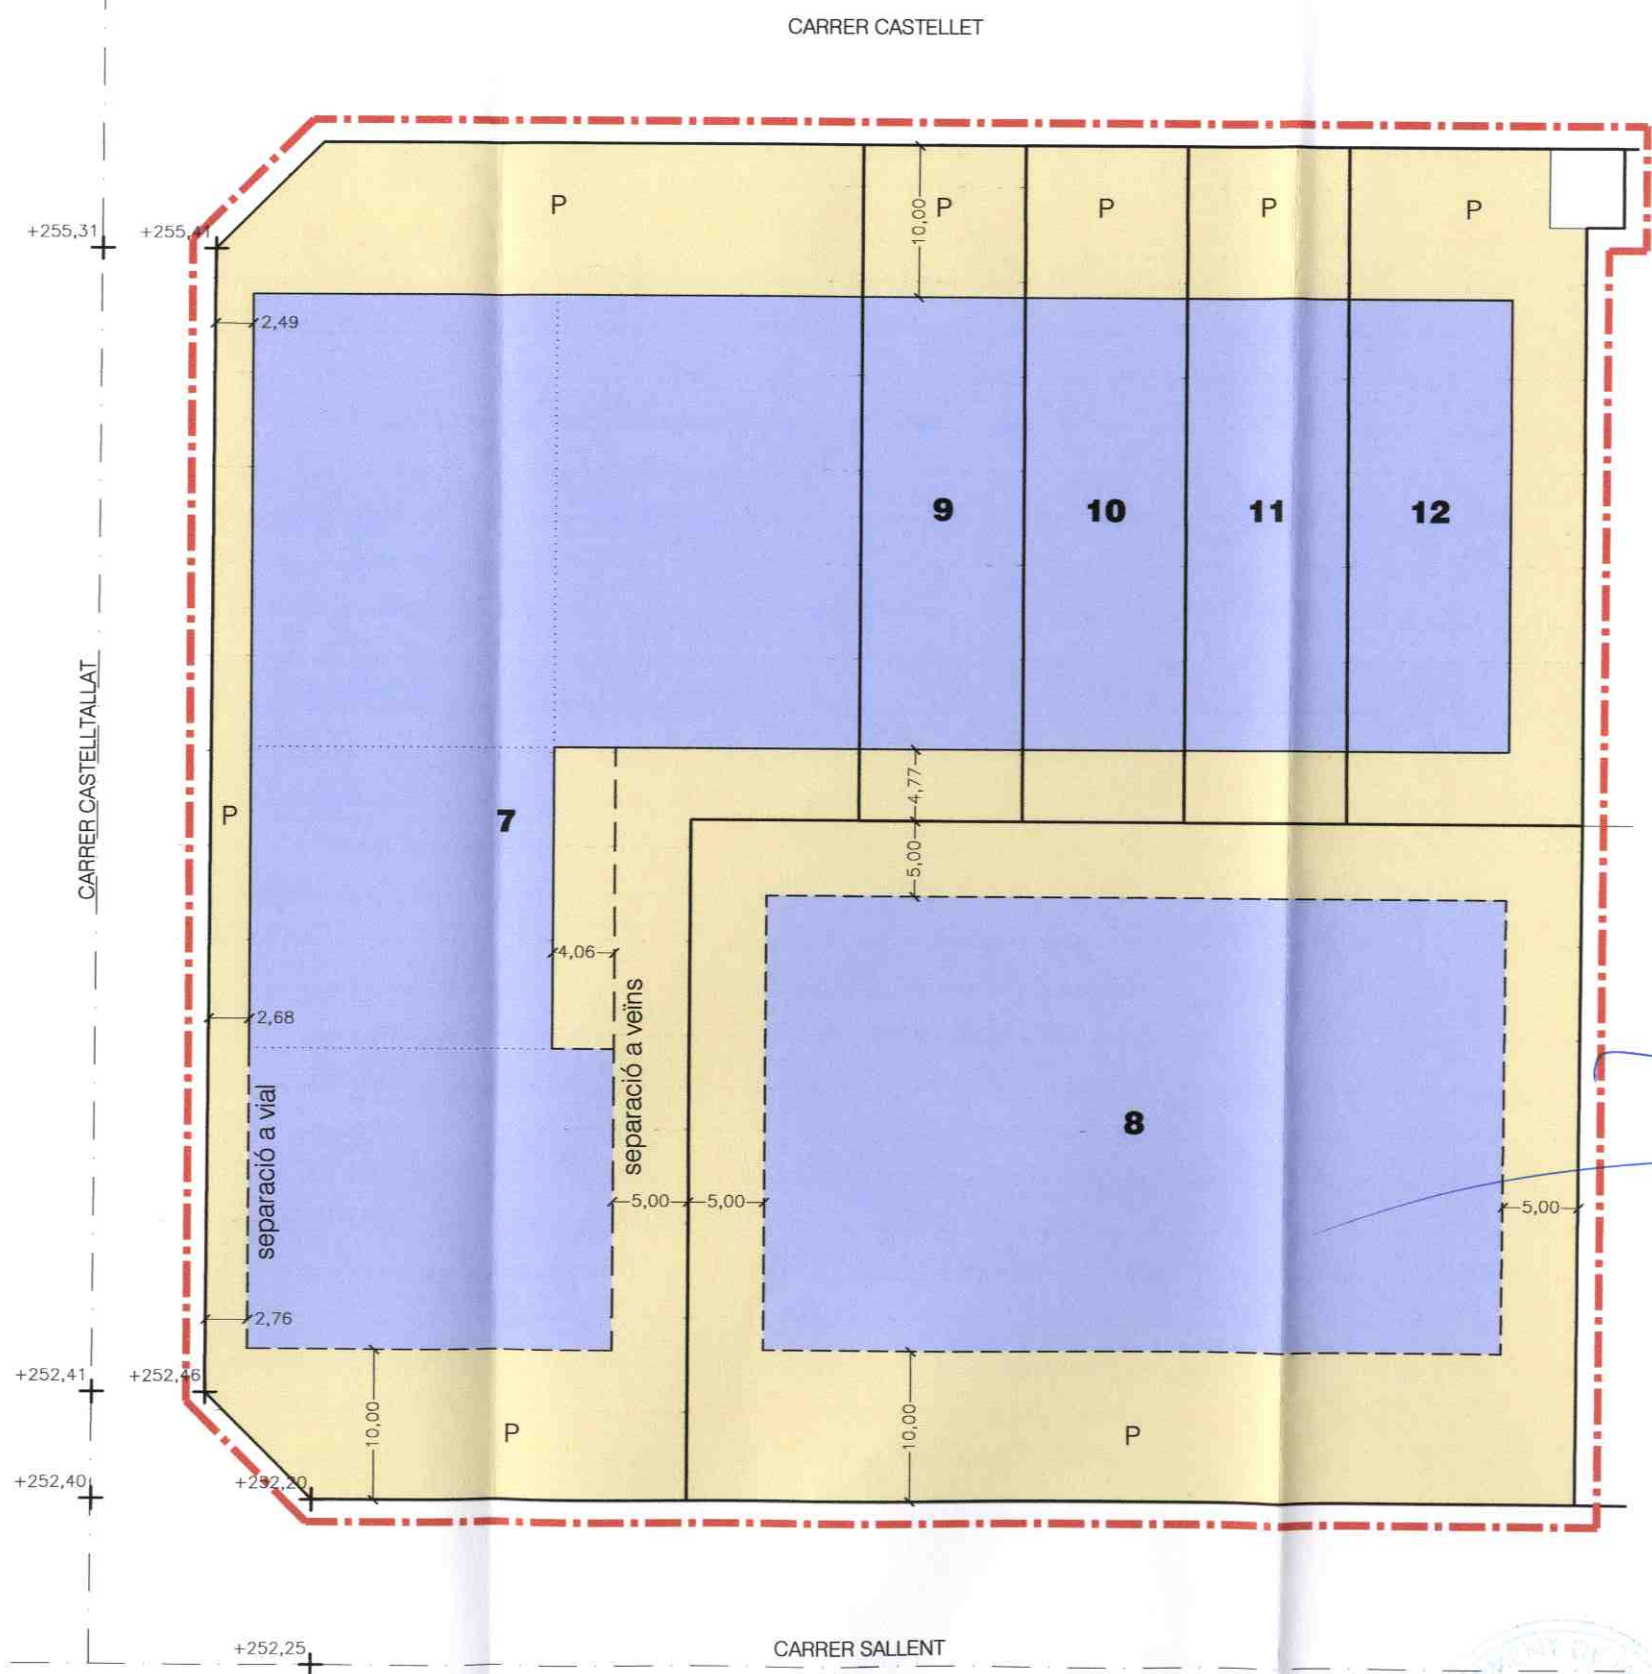 CARRER CASTELLET
P
P
P
P
P
10,00
+255,31
+255,41
2,49
9
10
11
12
CARRER CASTELLTALLAT
P
7
4,77
5,00
4,06
separació a veïns
2,68
separació a vial
8
5,00
5,00
5,00
2,76
+252,41
+252,46
10,00
10,00
P
P
+252,40
+252,20
+252,25
CARRER SALLENT